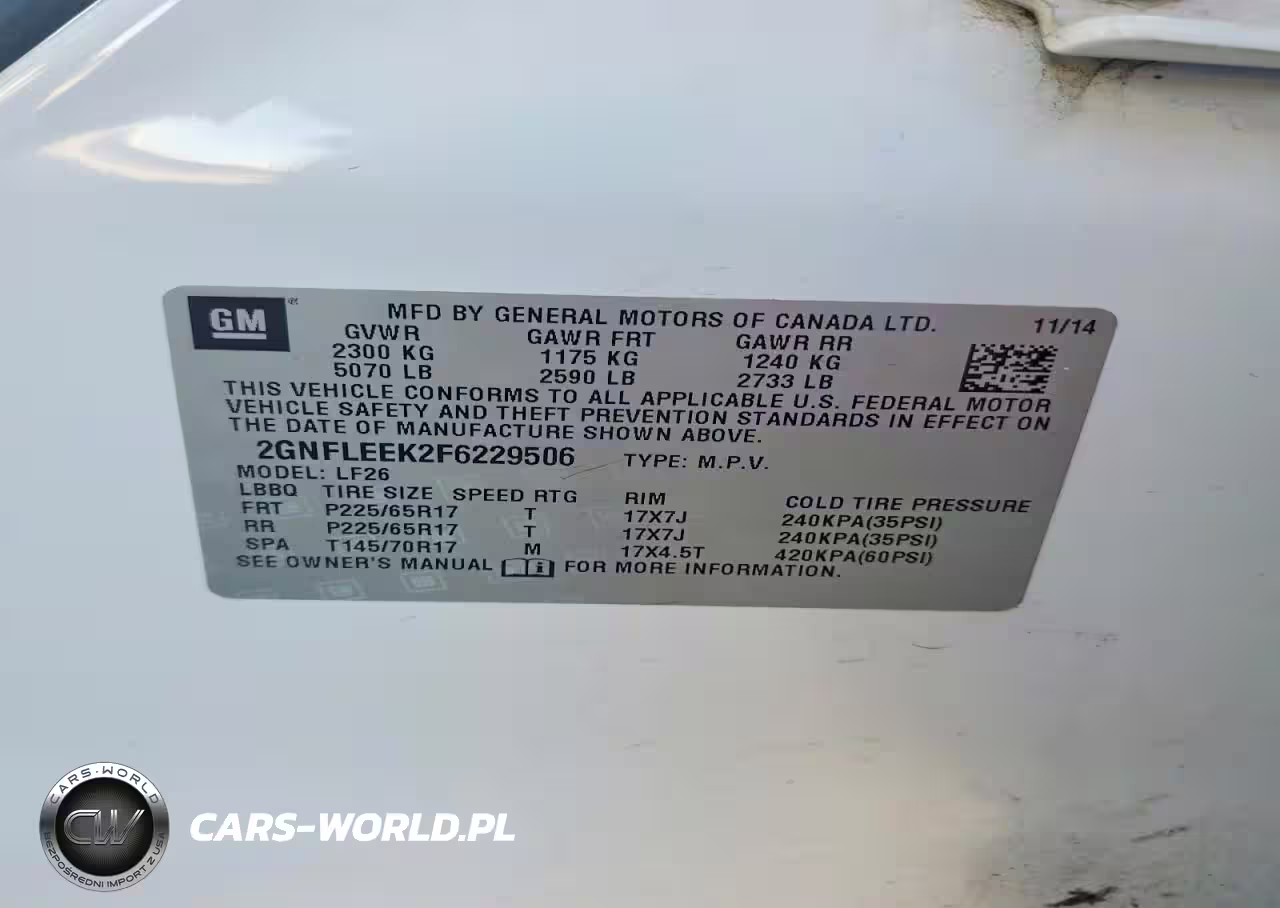 GM
MFD BY GENERAL MOTORS OF CANADA LTD. 11/14
GVWR GAWR FRT GAWR RR
2300 KG 1175 KG 1240 KG
5070 LB 2590 LB 2733 LB
THIS VEHICLE CONFORMS TO ALL APPLICABLE U.S. FEDERAL MOTOR
VEHICLE SAFETY AND THEFT PREVENTION STANDARDS IN EFFECT ON
THE DATE OF MANUFACTURE SHOWN ABOVE.
2GNFLEEK2F6229506 TYPE: M.P.V.
MODEL: LF26
LBBQ TIRE SIZE SPEED RTG RIM COLD TIRE PRESSURE
FRT P225/65R17 T 17X7J 240KPA(35PSI)
RR P225/65R17 T 17X7J 240KPA(35PSI)
SPA T145/70R17 M 17X4.5T 420KPA(60PSI)
SEE OWNER'S MANUAL FOR MORE INFORMATION.
CARS-WORLD
CW
BEZPOŚREDNI IMPORT Z USA
CARS-WORLD.PL